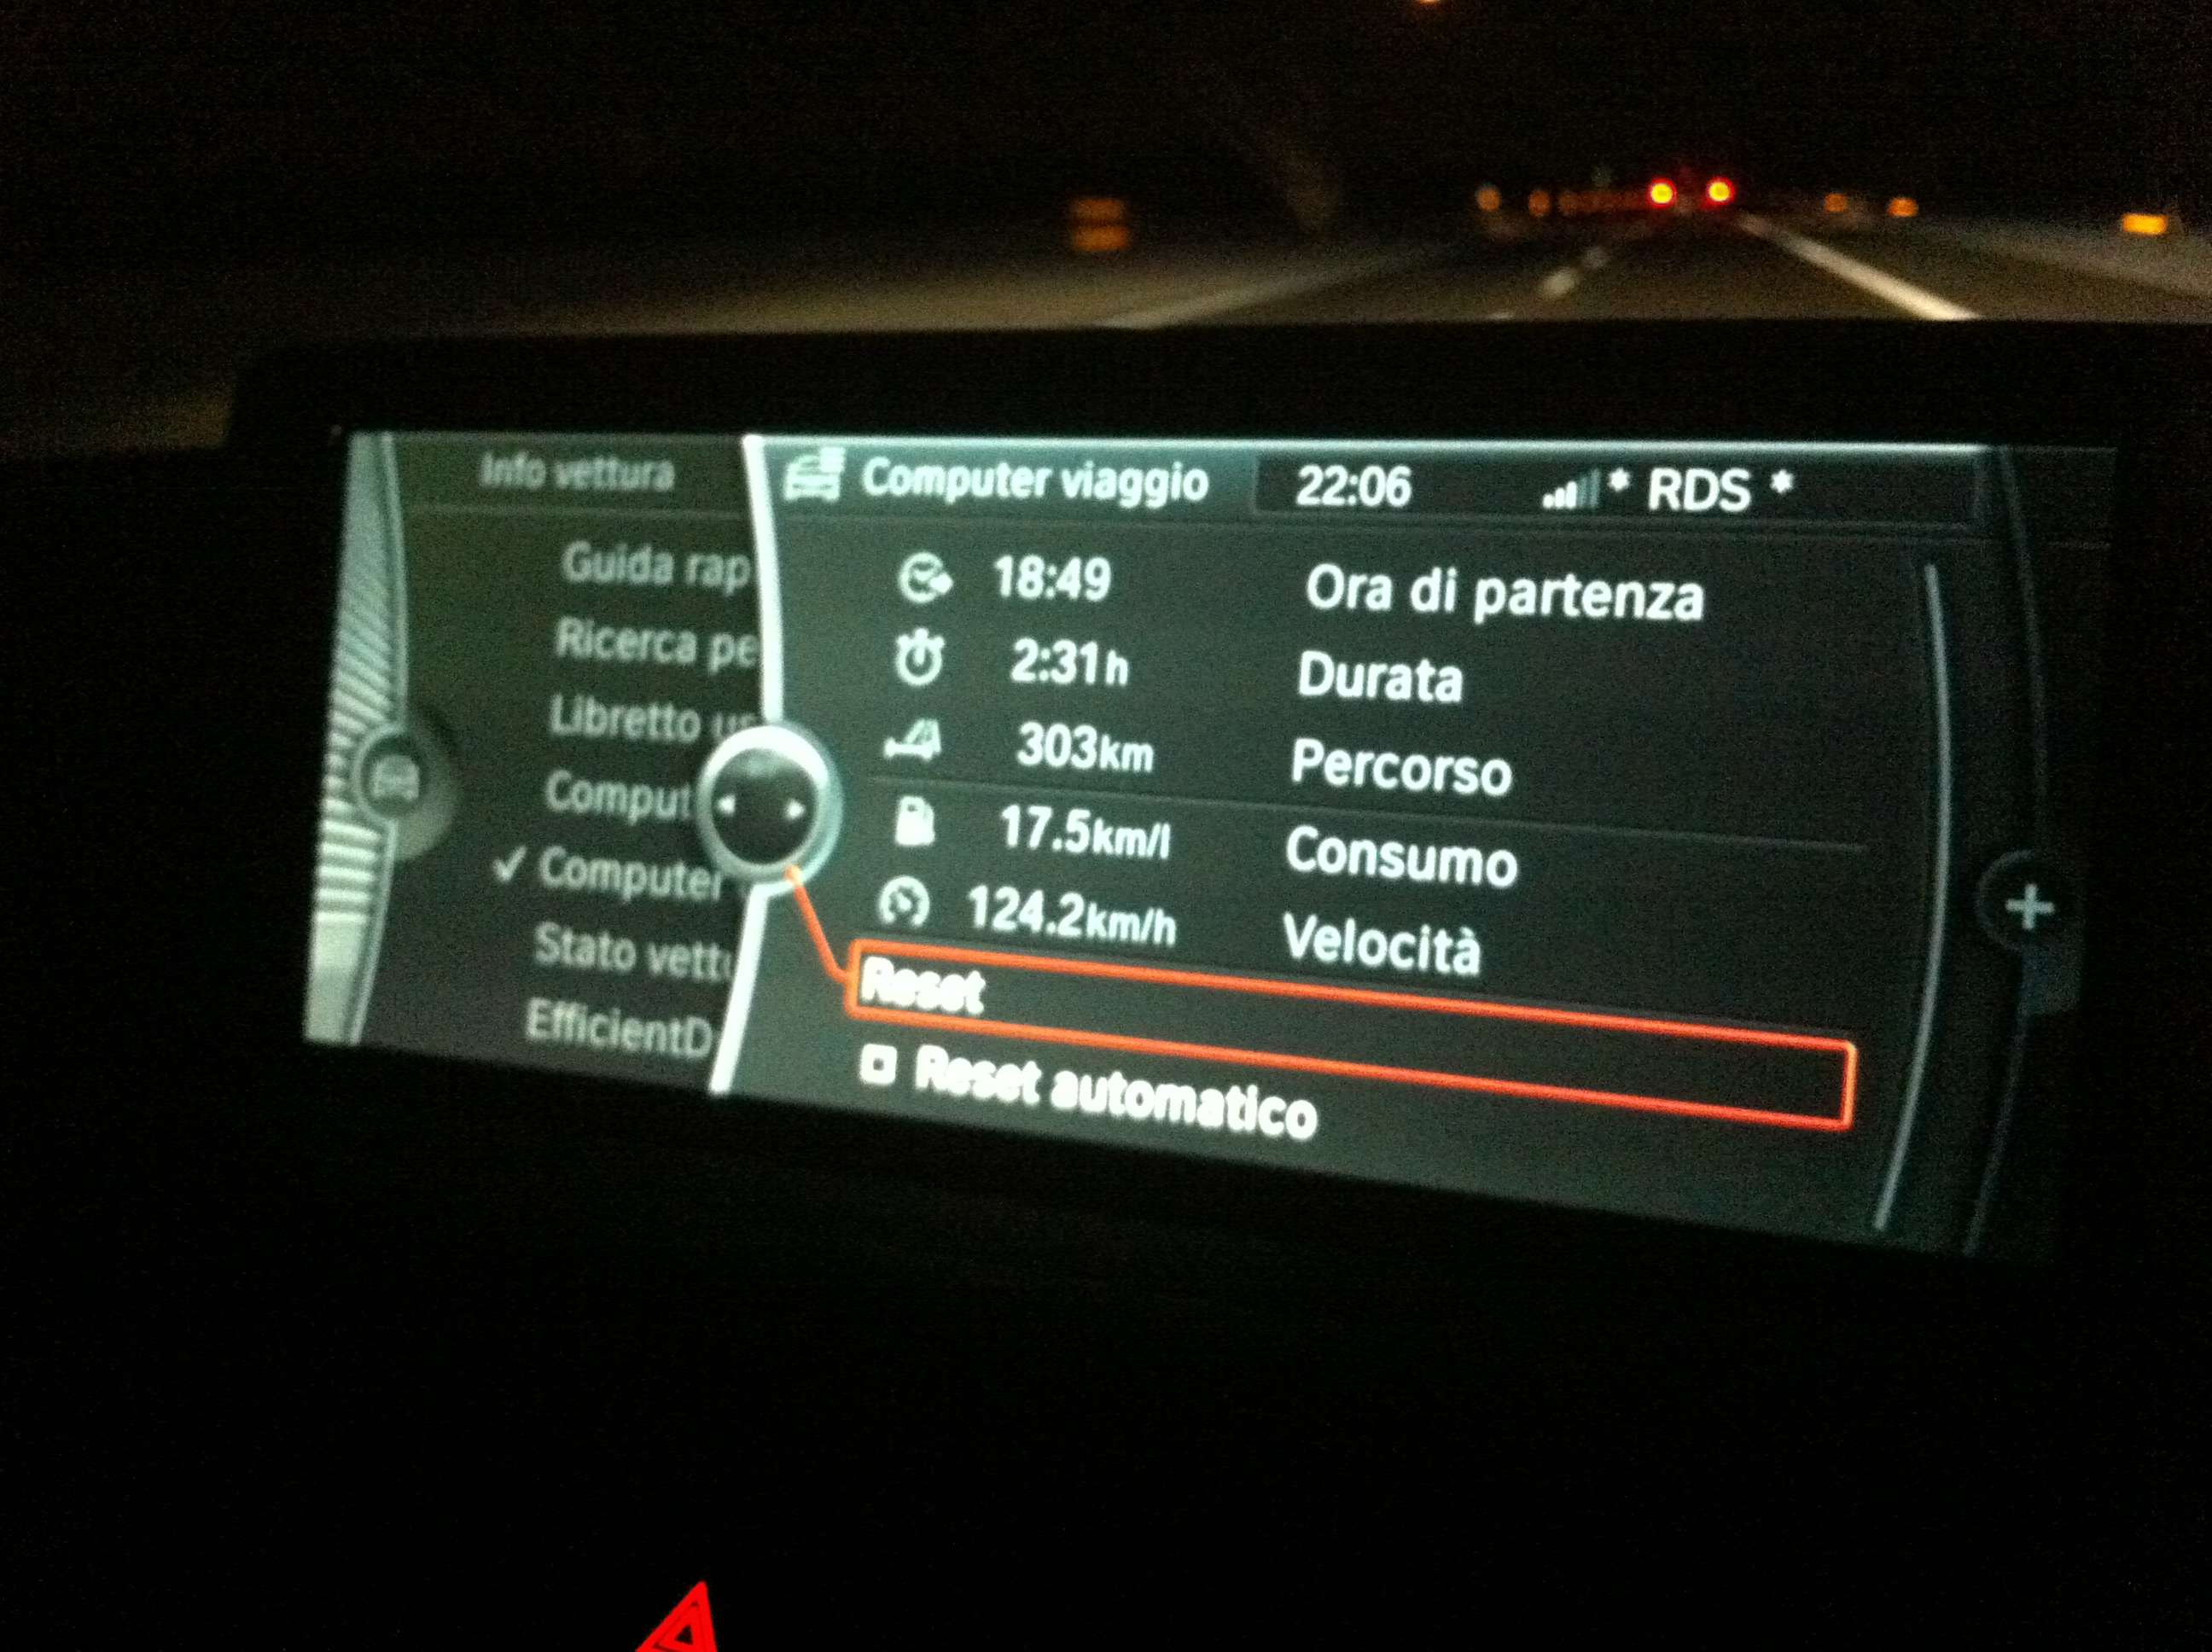 Info vettura
Guida rap
Ricerca pe
Libretto
Comput
✓ Computer
Stato vett
EfficientD
Computer viaggio 22:06 * RDS *
18:49 Ora di partenza
2:31h Durata
303km Percorso
17.5km/l Consumo
124.2km/h Velocità
Reset
Reset automatico